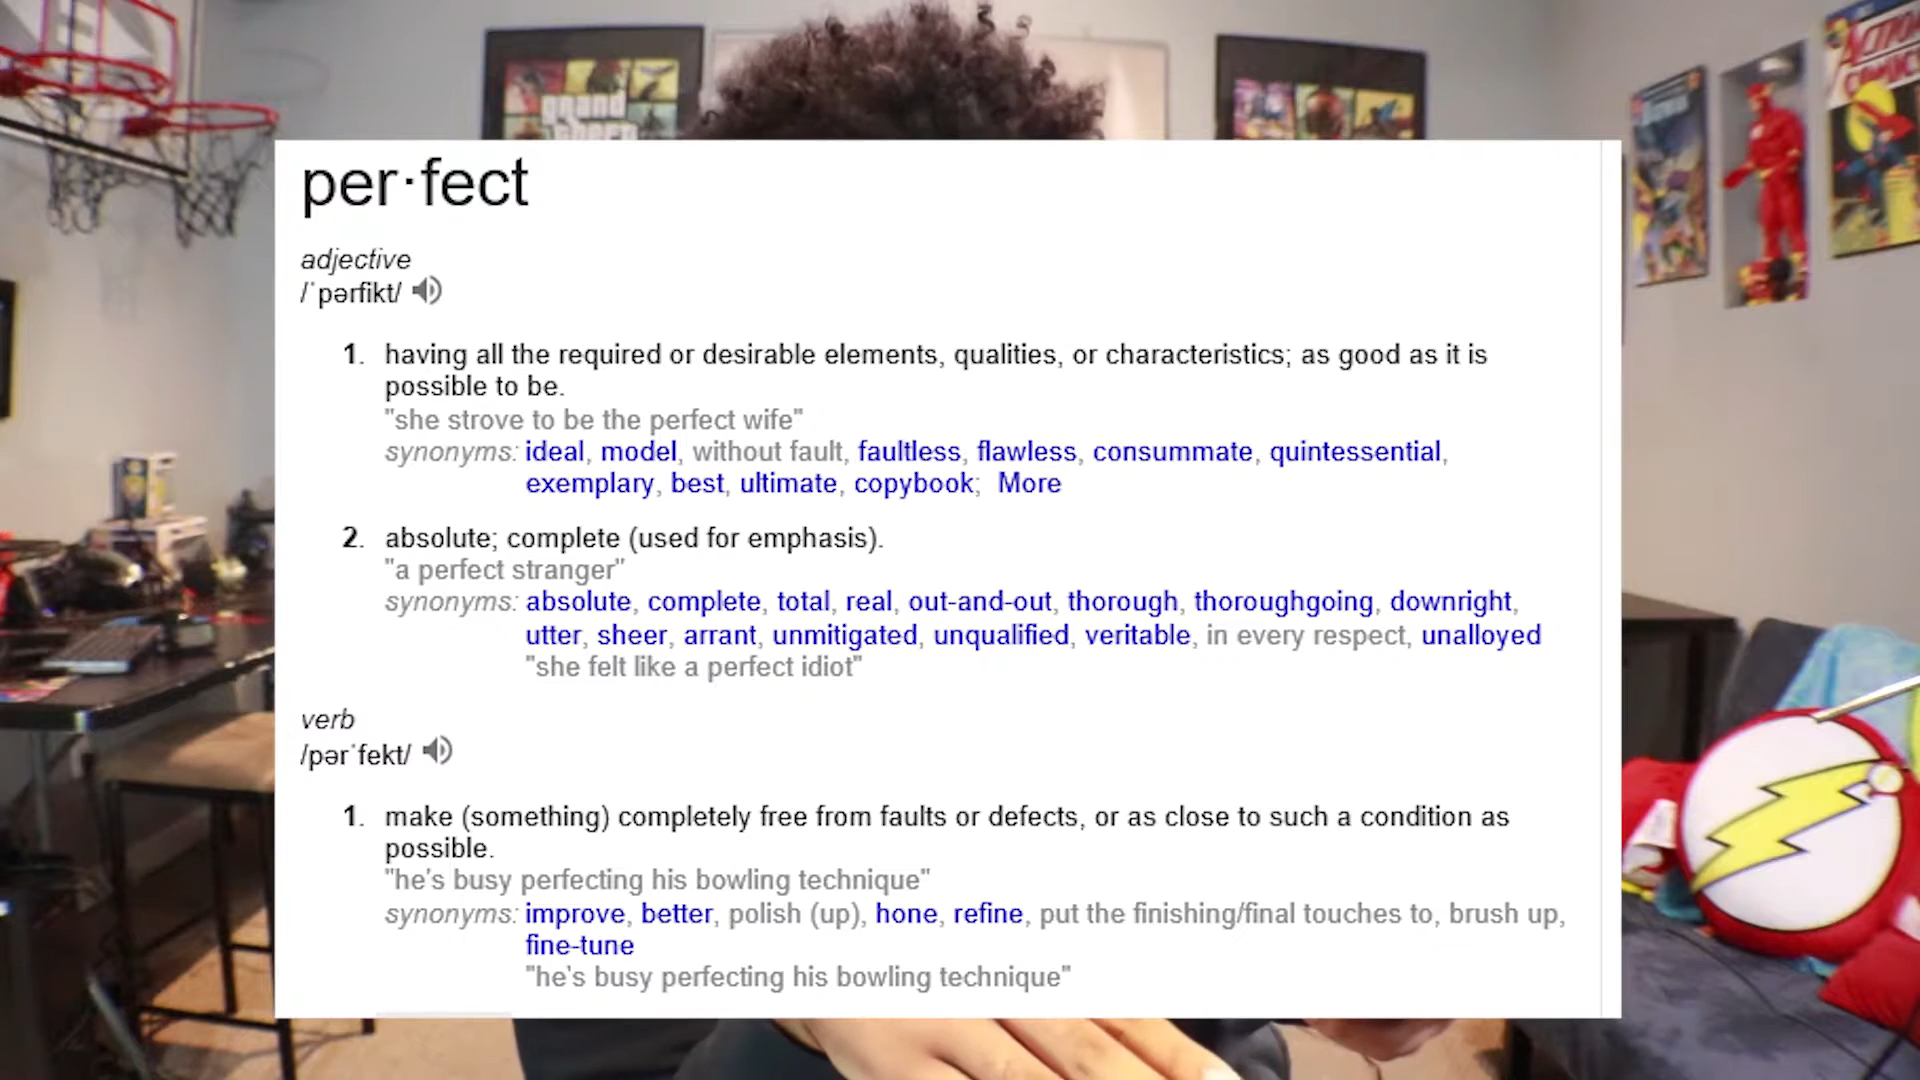 grand
theft
ACTION
COMICS
per·fect
adjective
/ˈpərfikt/
1. having all the required or desirable elements, qualities, or characteristics; as good as it is
possible to be.
"she strove to be the perfect wife"
synonyms: ideal, model, without fault, faultless, flawless, consummate, quintessential,
exemplary, best, ultimate, copybook; More
2. absolute; complete (used for emphasis).
"a perfect stranger"
synonyms: absolute, complete, total, real, out-and-out, thorough, thoroughgoing, downright,
utter, sheer, arrant, unmitigated, unqualified, veritable, in every respect, unalloyed
"she felt like a perfect idiot"
verb
/pərˈfekt/
1. make (something) completely free from faults or defects, or as close to such a condition as
possible.
"he's busy perfecting his bowling technique"
synonyms: improve, better, polish (up), hone, refine, put the finishing/final touches to, brush up,
fine-tune
"he's busy perfecting his bowling technique"